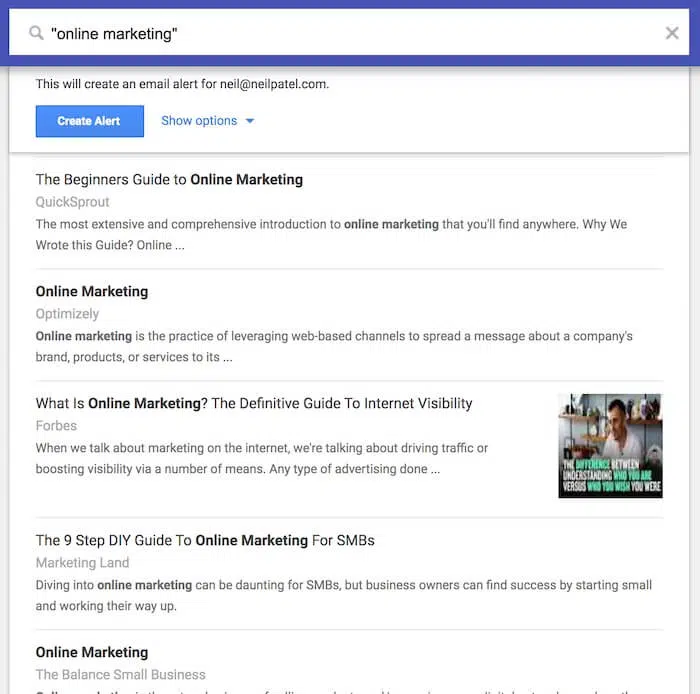 "online marketing"
This will create an email alert for neil@neilpatel.com.
Create Alert
Show options
The Beginners Guide to Online Marketing
QuickSprout
The most extensive and comprehensive introduction to online marketing that you'll find anywhere. Why We
Wrote this Guide? Online ...
Online Marketing
Optimizely
Online marketing is the practice of leveraging web-based channels to spread a message about a company's
brand, products, or services to its ...
What Is Online Marketing? The Definitive Guide To Internet Visibility
Forbes
When we talk about marketing on the internet, we're talking about driving traffic or
boosting visibility via a number of means. Any type of advertising done ...
THE DIFFERENCE BETWEEN
UNDERSTANDING WHO YOU ARE
VERSUS WHO YOU WISH YOU WERE
The 9 Step DIY Guide To Online Marketing For SMBs
Marketing Land
Diving into online marketing can be daunting for SMBs, but business owners can find success by starting small
and working their way up.
Online Marketing
The Balance Small Business